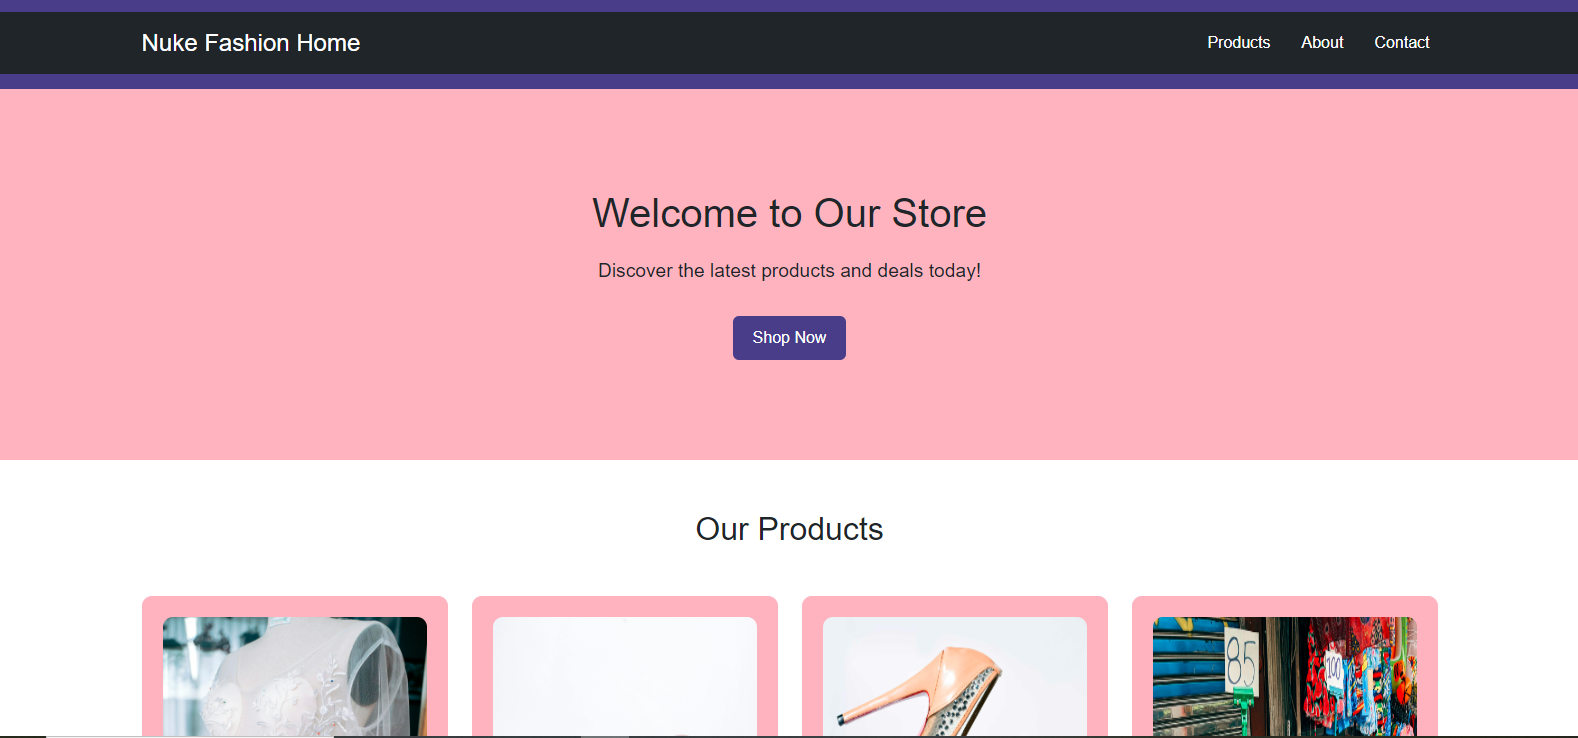 Nuke Fashion Home
Products About Contact
Welcome to Our Store
Discover the latest products and deals today!
Shop Now
Our Products
85
100